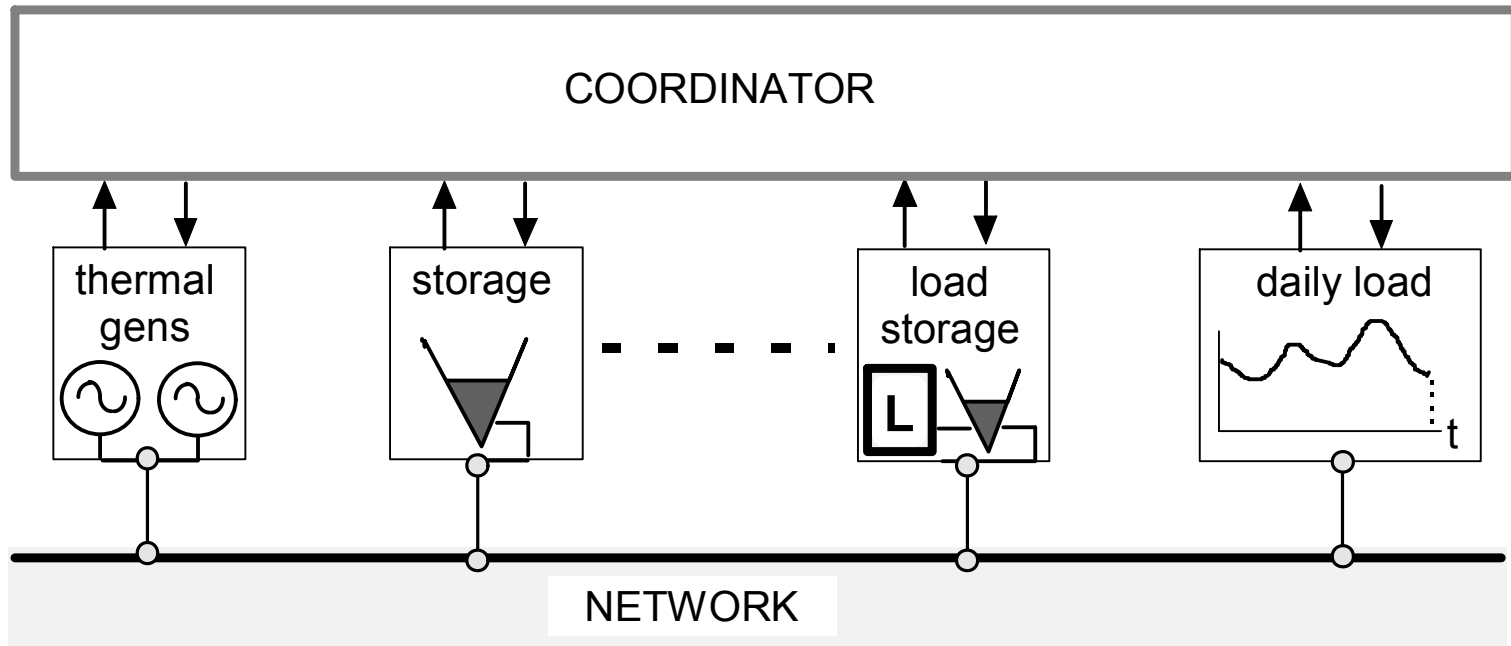 COORDINATOR
thermal
gens
storage
load
storage
L
daily load
t
NETWORK